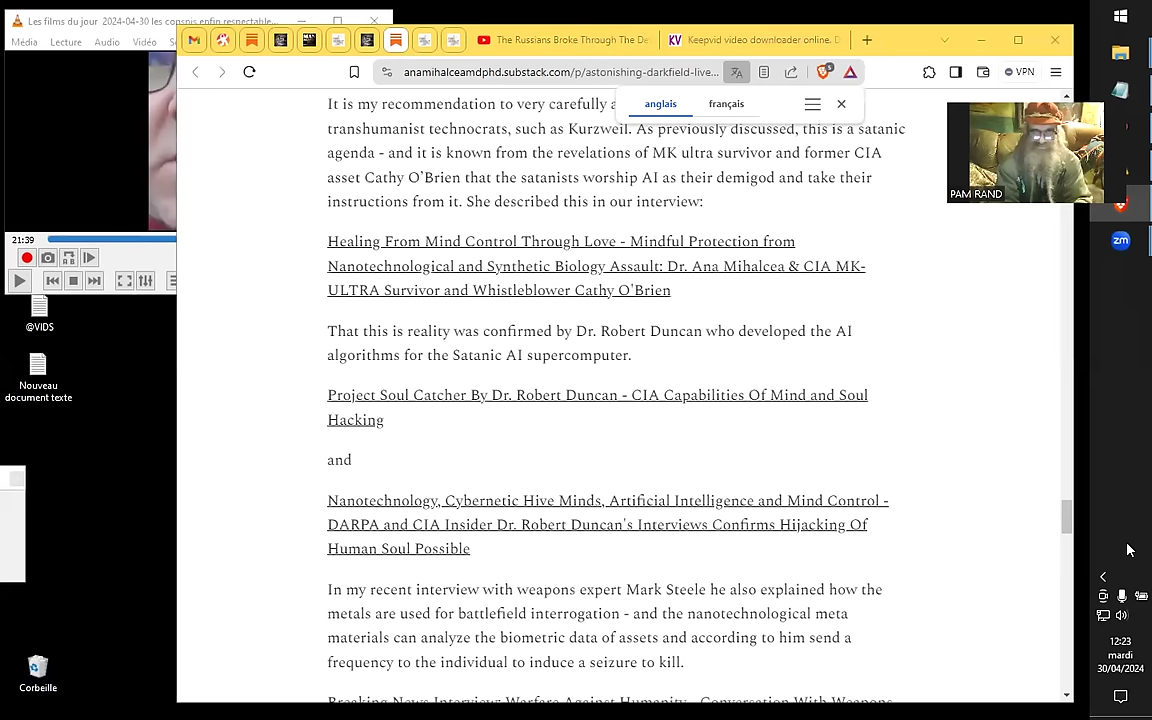 Les films du jour 2024-04-30 les conspis enfin respectable...
Média Lecture Audio Vidéo
The Russians Broke Through The De
KV Keepvid video downloader online. D
anamihalceamdphd.substack.com/p/astonishing-darkfield-live...
VPN
anglais français
It is my recommendation to very carefully a
transhumanist technocrats, such as Kurzweil. As previously discussed, this is a satanic
agenda - and it is known from the revelations of MK ultra survivor and former CIA
asset Cathy O'Brien that the satanists worship AI as their demigod and take their
instructions from it. She described this in our interview:
PAM RAND
21:39
Healing From Mind Control Through Love - Mindful Protection from
Nanotechnological and Synthetic Biology Assault: Dr. Ana Mihalcea & CIA MK-
ULTRA Survivor and Whistleblower Cathy O'Brien
zm
@VIDS
That this is reality was confirmed by Dr. Robert Duncan who developed the AI
algorithms for the Satanic AI supercomputer.
Nouveau
document texte
Project Soul Catcher By Dr. Robert Duncan - CIA Capabilities Of Mind and Soul
Hacking
and
Nanotechnology, Cybernetic Hive Minds, Artificial Intelligence and Mind Control -
DARPA and CIA Insider Dr. Robert Duncan's Interviews Confirms Hijacking Of
Human Soul Possible
In my recent interview with weapons expert Mark Steele he also explained how the
metals are used for battlefield interrogation - and the nanotechnological meta
materials can analyze the biometric data of assets and according to him send a
frequency to the individual to induce a seizure to kill.
Breaking News Interview: Warfare Against Humanity - Conversation With Weapons
Corbeille
12:23
mardi
30/04/2024